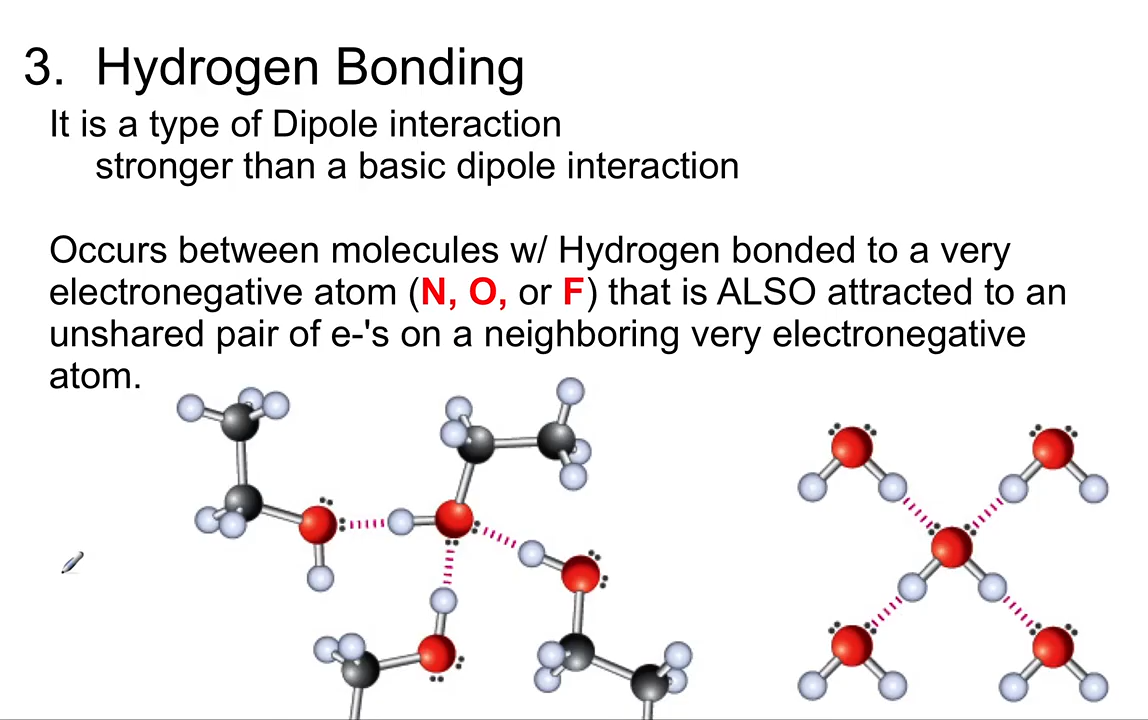 3. Hydrogen Bonding
It is a type of Dipole interaction
stronger than a basic dipole interaction
Occurs between molecules w/ Hydrogen bonded to a very
electronegative atom (N, O, or F) that is ALSO attracted to an
unshared pair of e-'s on a neighboring very electronegative
atom.